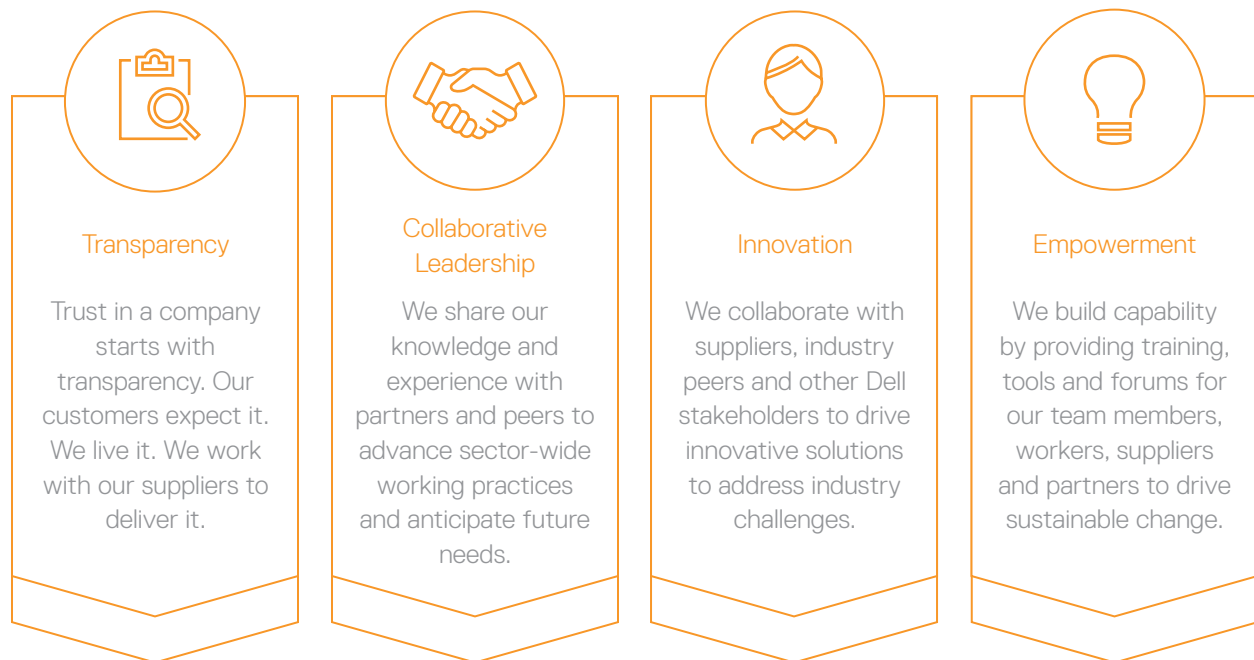 Transparency
Trust in a company
starts with
transparency. Our
customers expect it.
We live it. We work
with our suppliers to
deliver it.
Collaborative
Leadership
We share our
knowledge and
experience with
partners and peers to
advance sector-wide
working practices
and anticipate future
needs.
Innovation
We collaborate with
suppliers, industry
peers and other Dell
stakeholders to drive
innovative solutions
to address industry
challenges.
Empowerment
We build capability
by providing training,
tools and forums for
our team members,
workers, suppliers
and partners to drive
sustainable change.